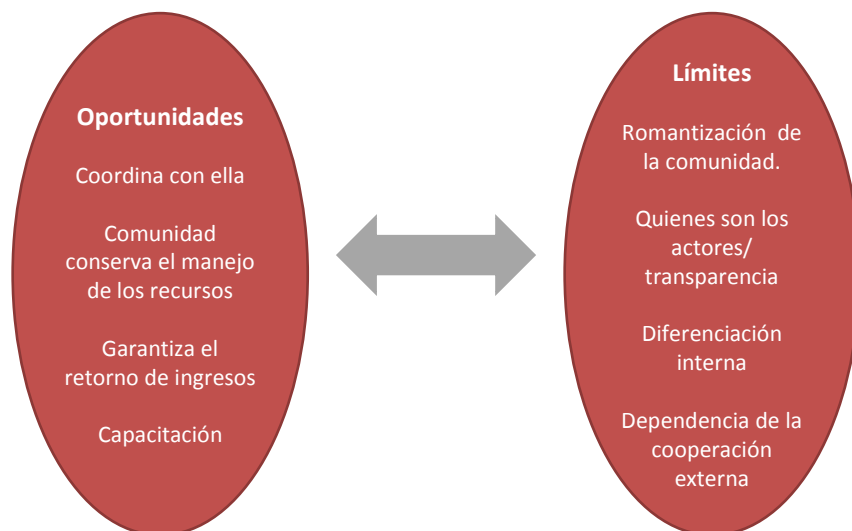 Oportunidades
Coordina con ella
Comunidad
conserva el manejo
de los recursos
Garantiza el
retorno de ingresos
Capacitación
Límites
Romantización de
la comunidad.
Quienes son los
actores/
transparencia
Diferenciación
interna
Dependencia de la
cooperación
externa